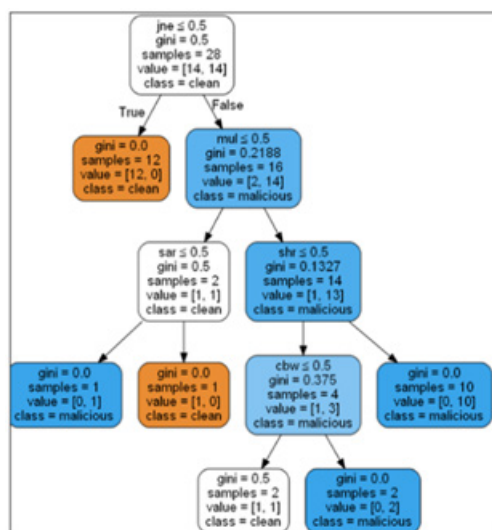 jne ≤ 0.5
gini = 0.5
samples = 28
value = [14, 14]
class = clean
True
False
gini = 0.0
samples = 12
value = [12, 0]
class = clean
mul ≤ 0.5
gini = 0.2188
samples = 16
value = [2, 14]
class = malicious
sar ≤ 0.5
gini = 0.5
samples = 2
value = [1, 1]
class = clean
shr ≤ 0.5
gini = 0.1327
samples = 14
value = [1, 13]
class = malicious
gini = 0.0
samples = 1
value = [0, 1]
class = malicious
gini = 0.0
samples = 1
value = [1, 0]
class = clean
cbw ≤ 0.5
gini = 0.375
samples = 4
value = [1, 3]
class = malicious
gini = 0.0
samples = 10
value = [0, 10]
class = malicious
gini = 0.5
samples = 2
value = [1, 1]
class = clean
gini = 0.0
samples = 2
value = [0, 2]
class = malicious